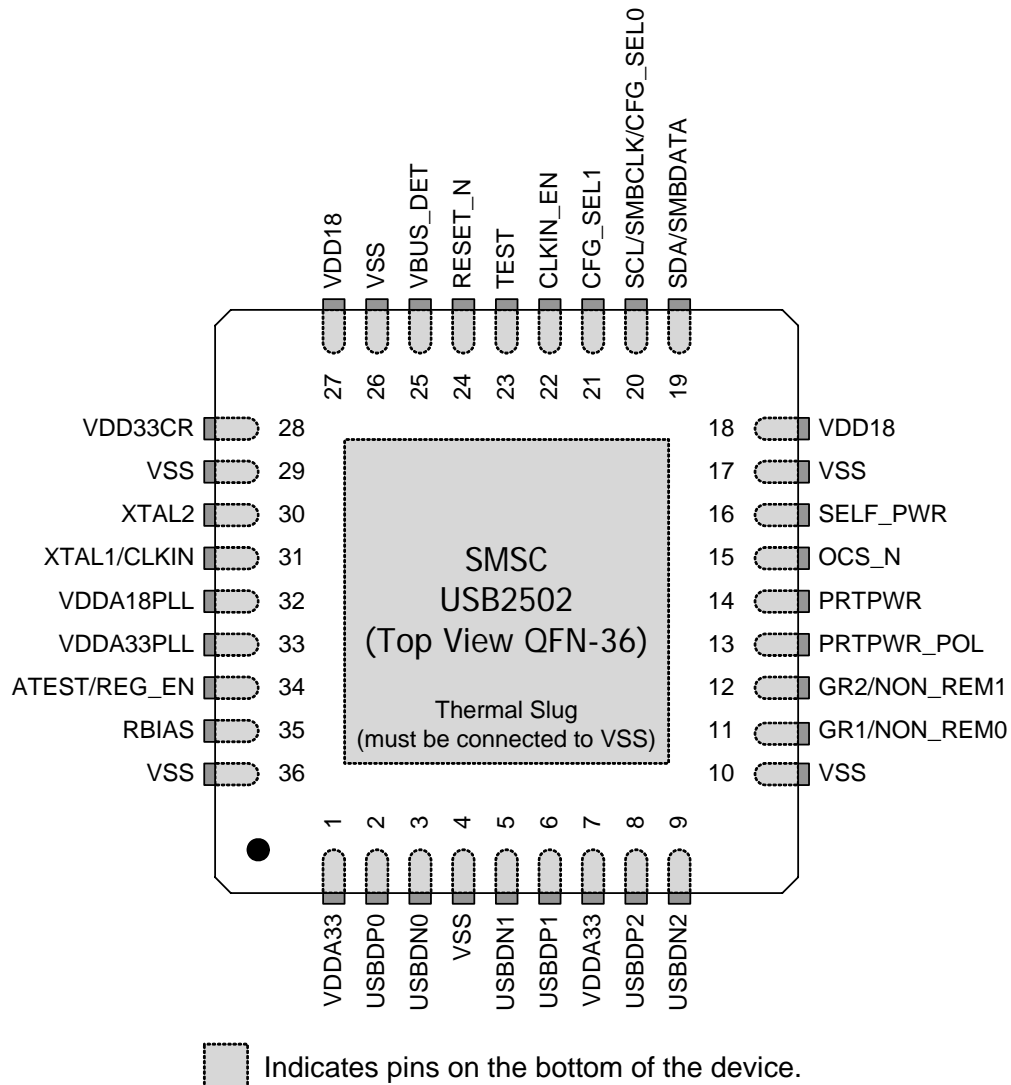 VDD18
VSS
VBUS_DET
RESET_N
TEST
CLKIN_EN
CFG_SEL1
SCL/SMBCLK/CFG_SEL0
SDA/SMBDATA
27
26
25
24
23
22
21
20
19
VDD33CR 28
VSS 29
XTAL2 30
XTAL1/CLKIN 31
VDDA18PLL 32
VDDA33PLL 33
ATEST/REG_EN 34
RBIAS 35
VSS 36
SMSC
USB2502
(Top View QFN-36)
Thermal Slug
(must be connected to VSS)
18 VDD18
17 VSS
16 SELF_PWR
15 OCS_N
14 PRTPWR
13 PRTPWR_POL
12 GR2/NON_REM1
11 GR1/NON_REM0
10 VSS
1
2
3
4
5
6
7
8
9
VDDA33
USBDP0
USBDN0
VSS
USBDN1
USBDP1
VDDA33
USBDP2
USBDN2
Indicates pins on the bottom of the device.